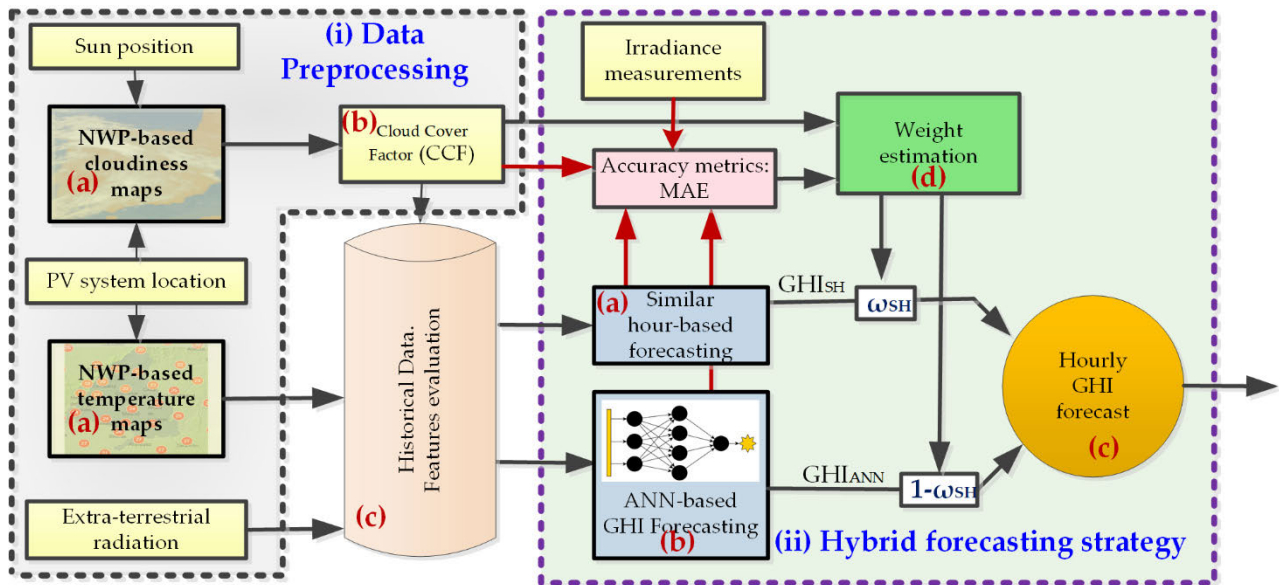 Sun position
(i) Data
Preprocessing
NWP-based
cloudiness
maps
(a)
(b)
Cloud Cover
Factor (CCF)
PV system location
NWP-based
temperature
maps
(a)
Extra-terrestrial
radiation
Historical Data.
Features evaluation
(c)
Irradiance
measurements
Accuracy metrics:
MAE
Weight
estimation
(d)
(a)
Similar
hour-based
forecasting
GHISH
ωSH
ANN-based
GHI Forecasting
(b)
GHIANN
1-ωSH
Hourly
GHI
forecast
(c)
(ii) Hybrid forecasting strategy